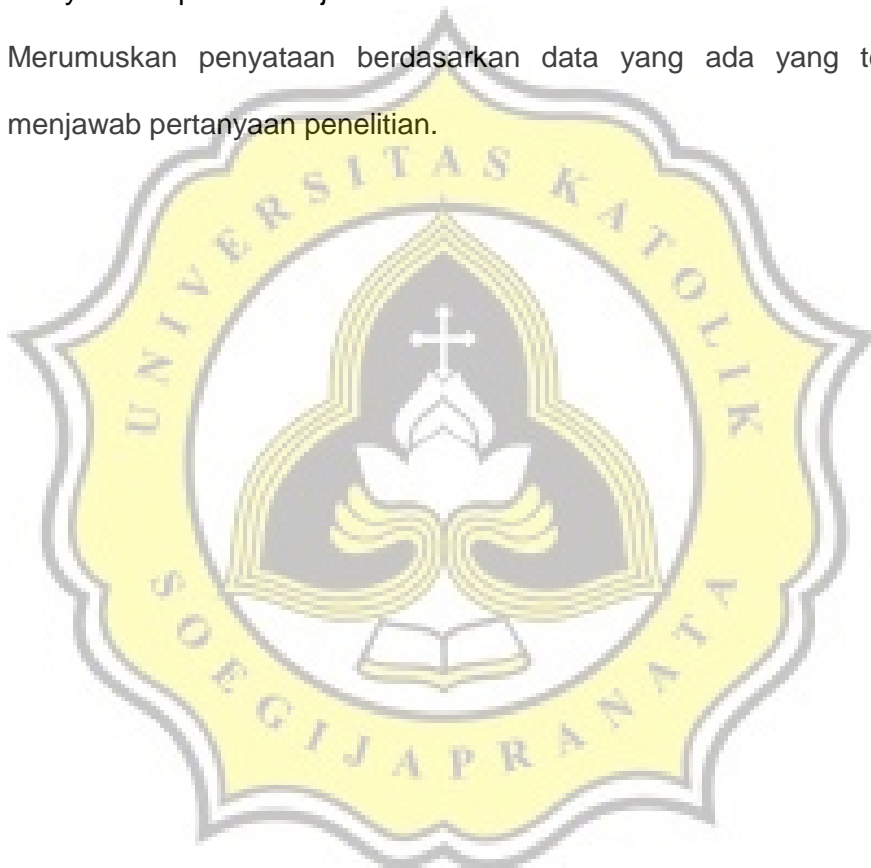 Merumuskan penyataan berdasarkan data yang ada yang
menjawab pertanyaan penelitian.
UNIVERSITAS KATOLIK
SOEGIJAPRANATA